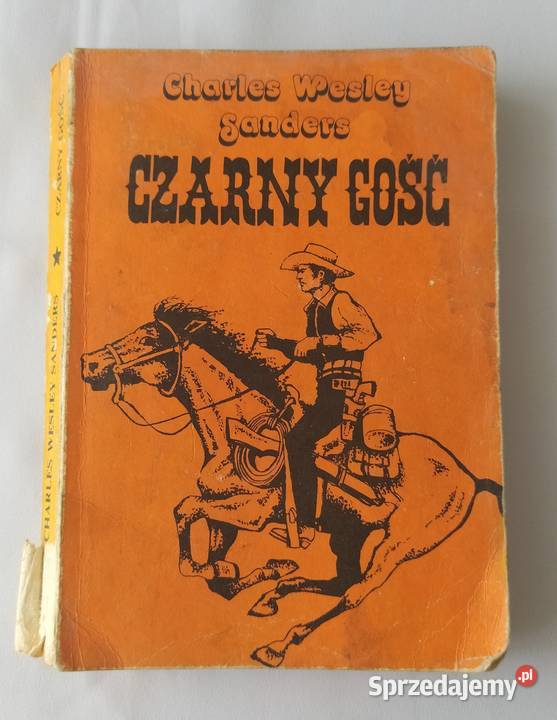 Charles Wesley
Sanders
CZARNY GOŚĆ
CHARLES WESLEY SANDERS ★ CZARNY GOŚĆ
Sprzedajemy.pl